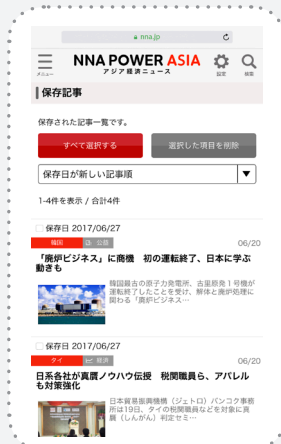 nna.jp
メニュー
NNA POWER ASIA
アジア経済ニュース
設定
検索
保存記事
保存された記事一覧です。
すべて選択する
選択した項目を削除
保存日が新しい記事順
1-4件を表示 / 合計4件
保存日 2017/06/27
韓国
公益
06/20
「廃炉ビジネス」に商機 初の運転終了、日本に学ぶ
動きも
韓国最古の原子力発電所、古里原発1号機が
運転終了したことを受け、解体と廃炉処理に
関わる「廃炉ビジネス…
保存日 2017/06/22
タイ
経済
06/20
日系各社が真贋ノウハウ伝授 税関職員ら、アパレル
も対策強化
日本貿易振興機構（ジェトロ）バンコク事務
所は19日、タイの税関職員などを対象に真
贋（しんがん）判定セミ…